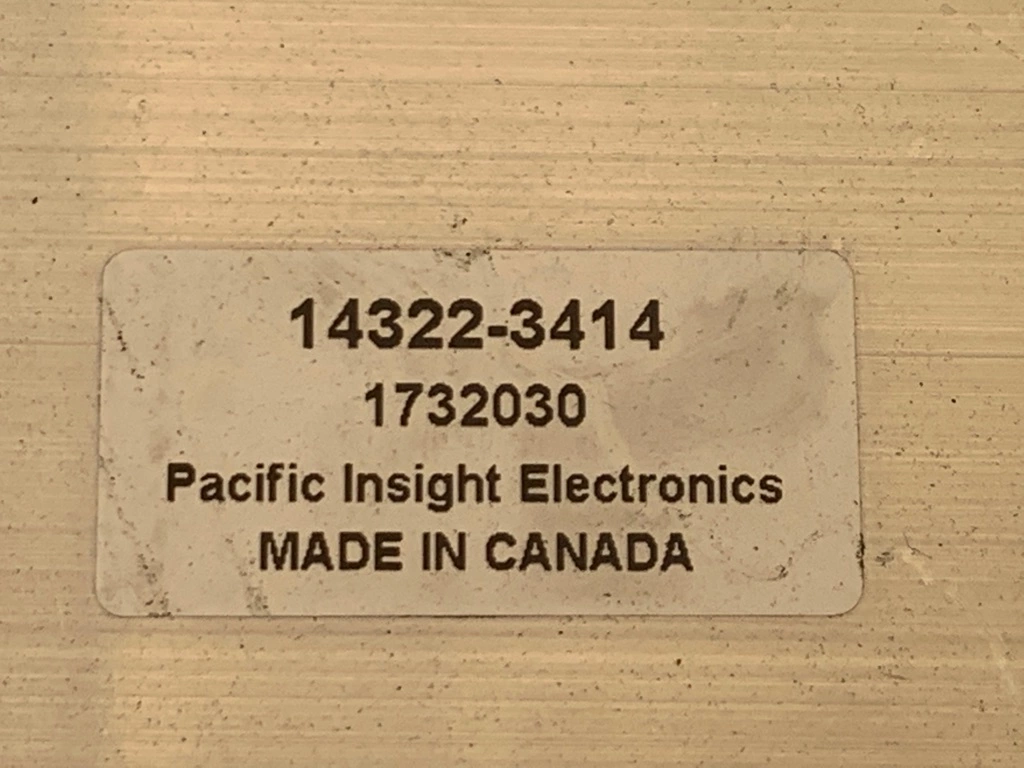 14322-3414
1732030
Pacific Insight Electronics
MADE IN CANADA